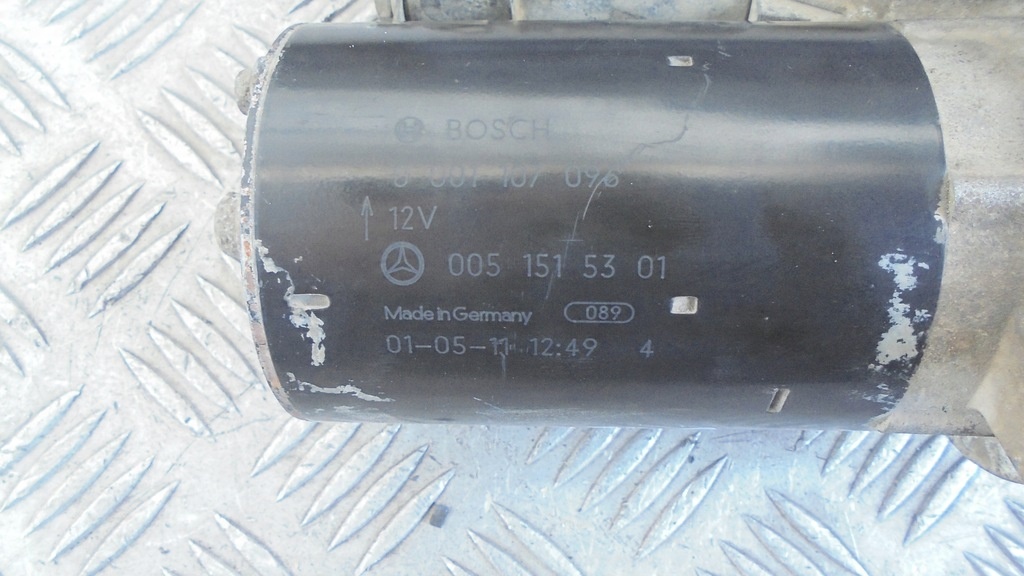 BOSCH
12V
005 151 53 01
Made in Germany 089
01-05-11 12:49 4